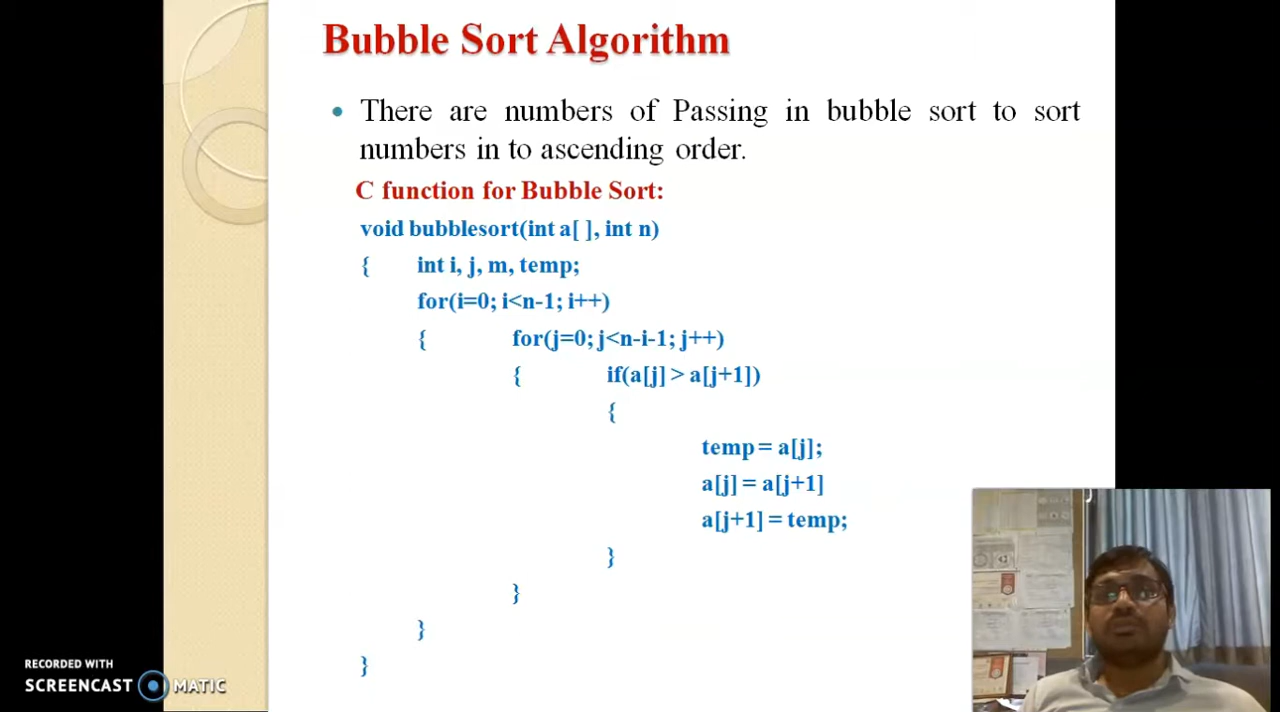 Bubble Sort Algorithm
• There are numbers of Passing in bubble sort to sort
numbers in to ascending order.
C function for Bubble Sort:
void bubblesort(int a[ ], int n)
{ int i, j, m, temp;
for(i=0; i<n-1; i++)
{ for(j=0; j<n-i-1; j++)
{ if(a[j] > a[j+1])
{
temp = a[j];
a[j] = a[j+1]
a[j+1] = temp;
}
}
}
}
RECORDED WITH
SCREENCAST MATIC